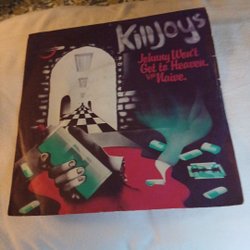 Killjoys
Johnny Won't
Get to Heaven.
c/w Naive.